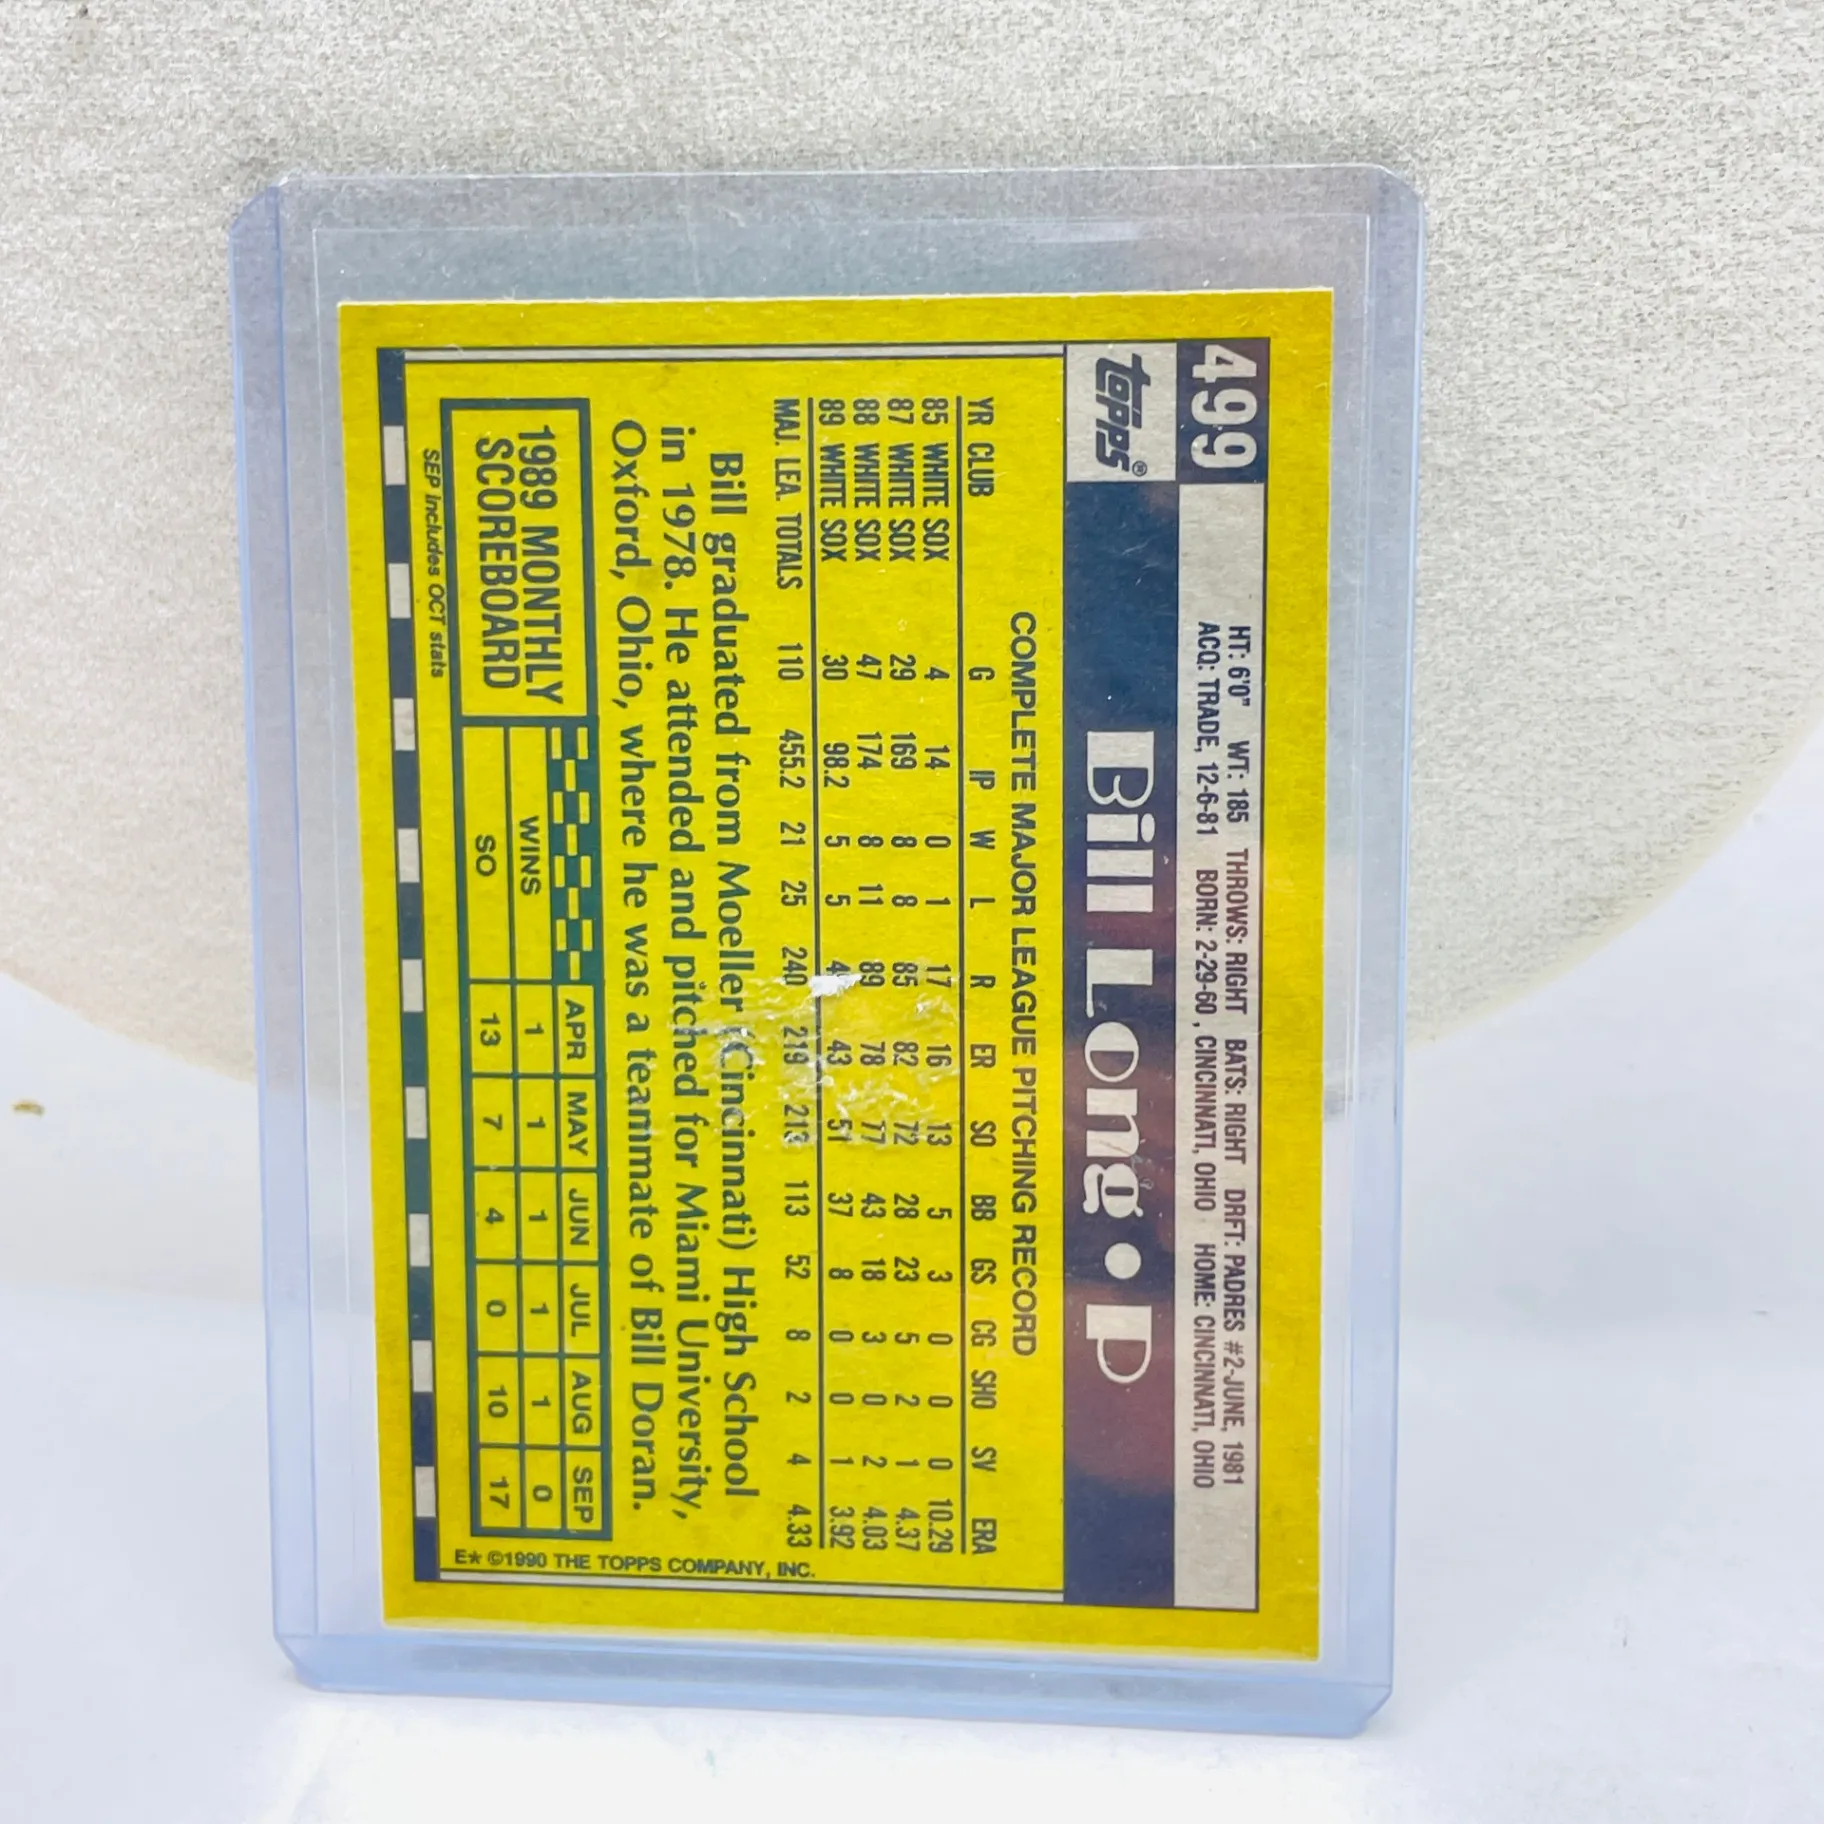 499
HT: 6'0" WT: 185 THROWS: RIGHT BATS: RIGHT DRFT: PADRES #2-JUNE, 1981
ACQ: TRADE, 12-6-81 BORN: 2-29-60, CINCINNATI, OHIO HOME: CINCINNATI, OHIO
topps®
Bill Long • P
COMPLETE MAJOR LEAGUE PITCHING RECORD
YR CLUB G IP W L R ER SO BB GS CG SHO SV ERA
85 WHITE SOX 4 14 0 1 17 16 13 5 3 0 0 0 10.29
87 WHITE SOX 29 169 8 8 85 82 72 28 23 5 2 1 4.37
88 WHITE SOX 47 174 8 11 89 78 77 43 18 3 0 2 4.03
89 WHITE SOX 30 98.2 5 5 43 51 37 8 0 0 1 3.92
MAJ. LEA. TOTALS 110 455.2 21 25 240 219 213 113 52 8 2 4 4.33
Bill graduated from Moeller (Cincinnati) High School
in 1978. He attended and pitched for Miami University,
Oxford, Ohio, where he was a teammate of Bill Doran.
1989 MONTHLY
SCOREBOARD
APR MAY JUN JUL AUG SEP
WINS 1 1 1 1 1 0
SO 13 7 4 0 10 17
SEP includes OCT stats
E* ©1990 THE TOPPS COMPANY, INC.